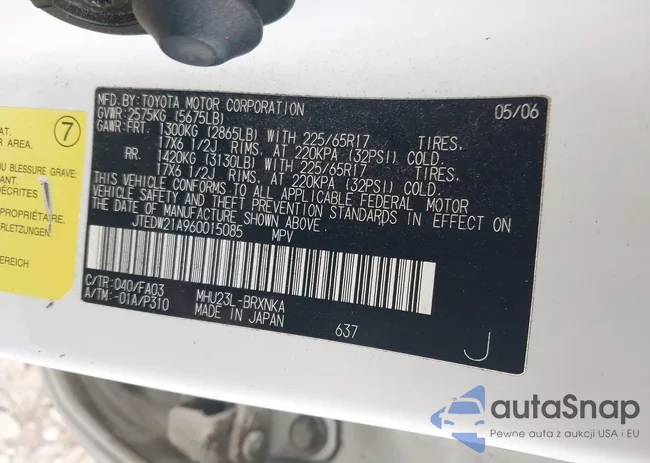 MFD.BY:TOYOTA MOTOR CORPORATION 05/06
GVWR:2575KG (5675LB)
GAWR:FRT. 1300KG (2865LB) WITH 225/65R17 TIRES.
17X6 1/2J RIMS, AT 220KPA (32PSI) COLD.
RR. 1420KG (3130LB) WITH 225/65R17 TIRES.
17X6 1/2J RIMS, AT 220KPA (32PSI) COLD.
THIS VEHICLE CONFORMS TO ALL APPLICABLE FEDERAL MOTOR
VEHICLE SAFETY AND THEFT PREVENTION STANDARDS IN EFFECT ON
THE DATE OF MANUFACTURE SHOWN ABOVE.
JTEDW21A960015085 MPV
C/TR:040/FA03 MHU23L-BRXNKA
A/TM:-01A/P310 MADE IN JAPAN 637
J
7
AT.
R AREA.
OU BLESSURE GRAVE:
ANT.
DÉCRITES
PROPRIÉTAIRE.
RLETZUNGEN.
BEREICH
autaSnap
Pewne auta z aukcji USA i EU